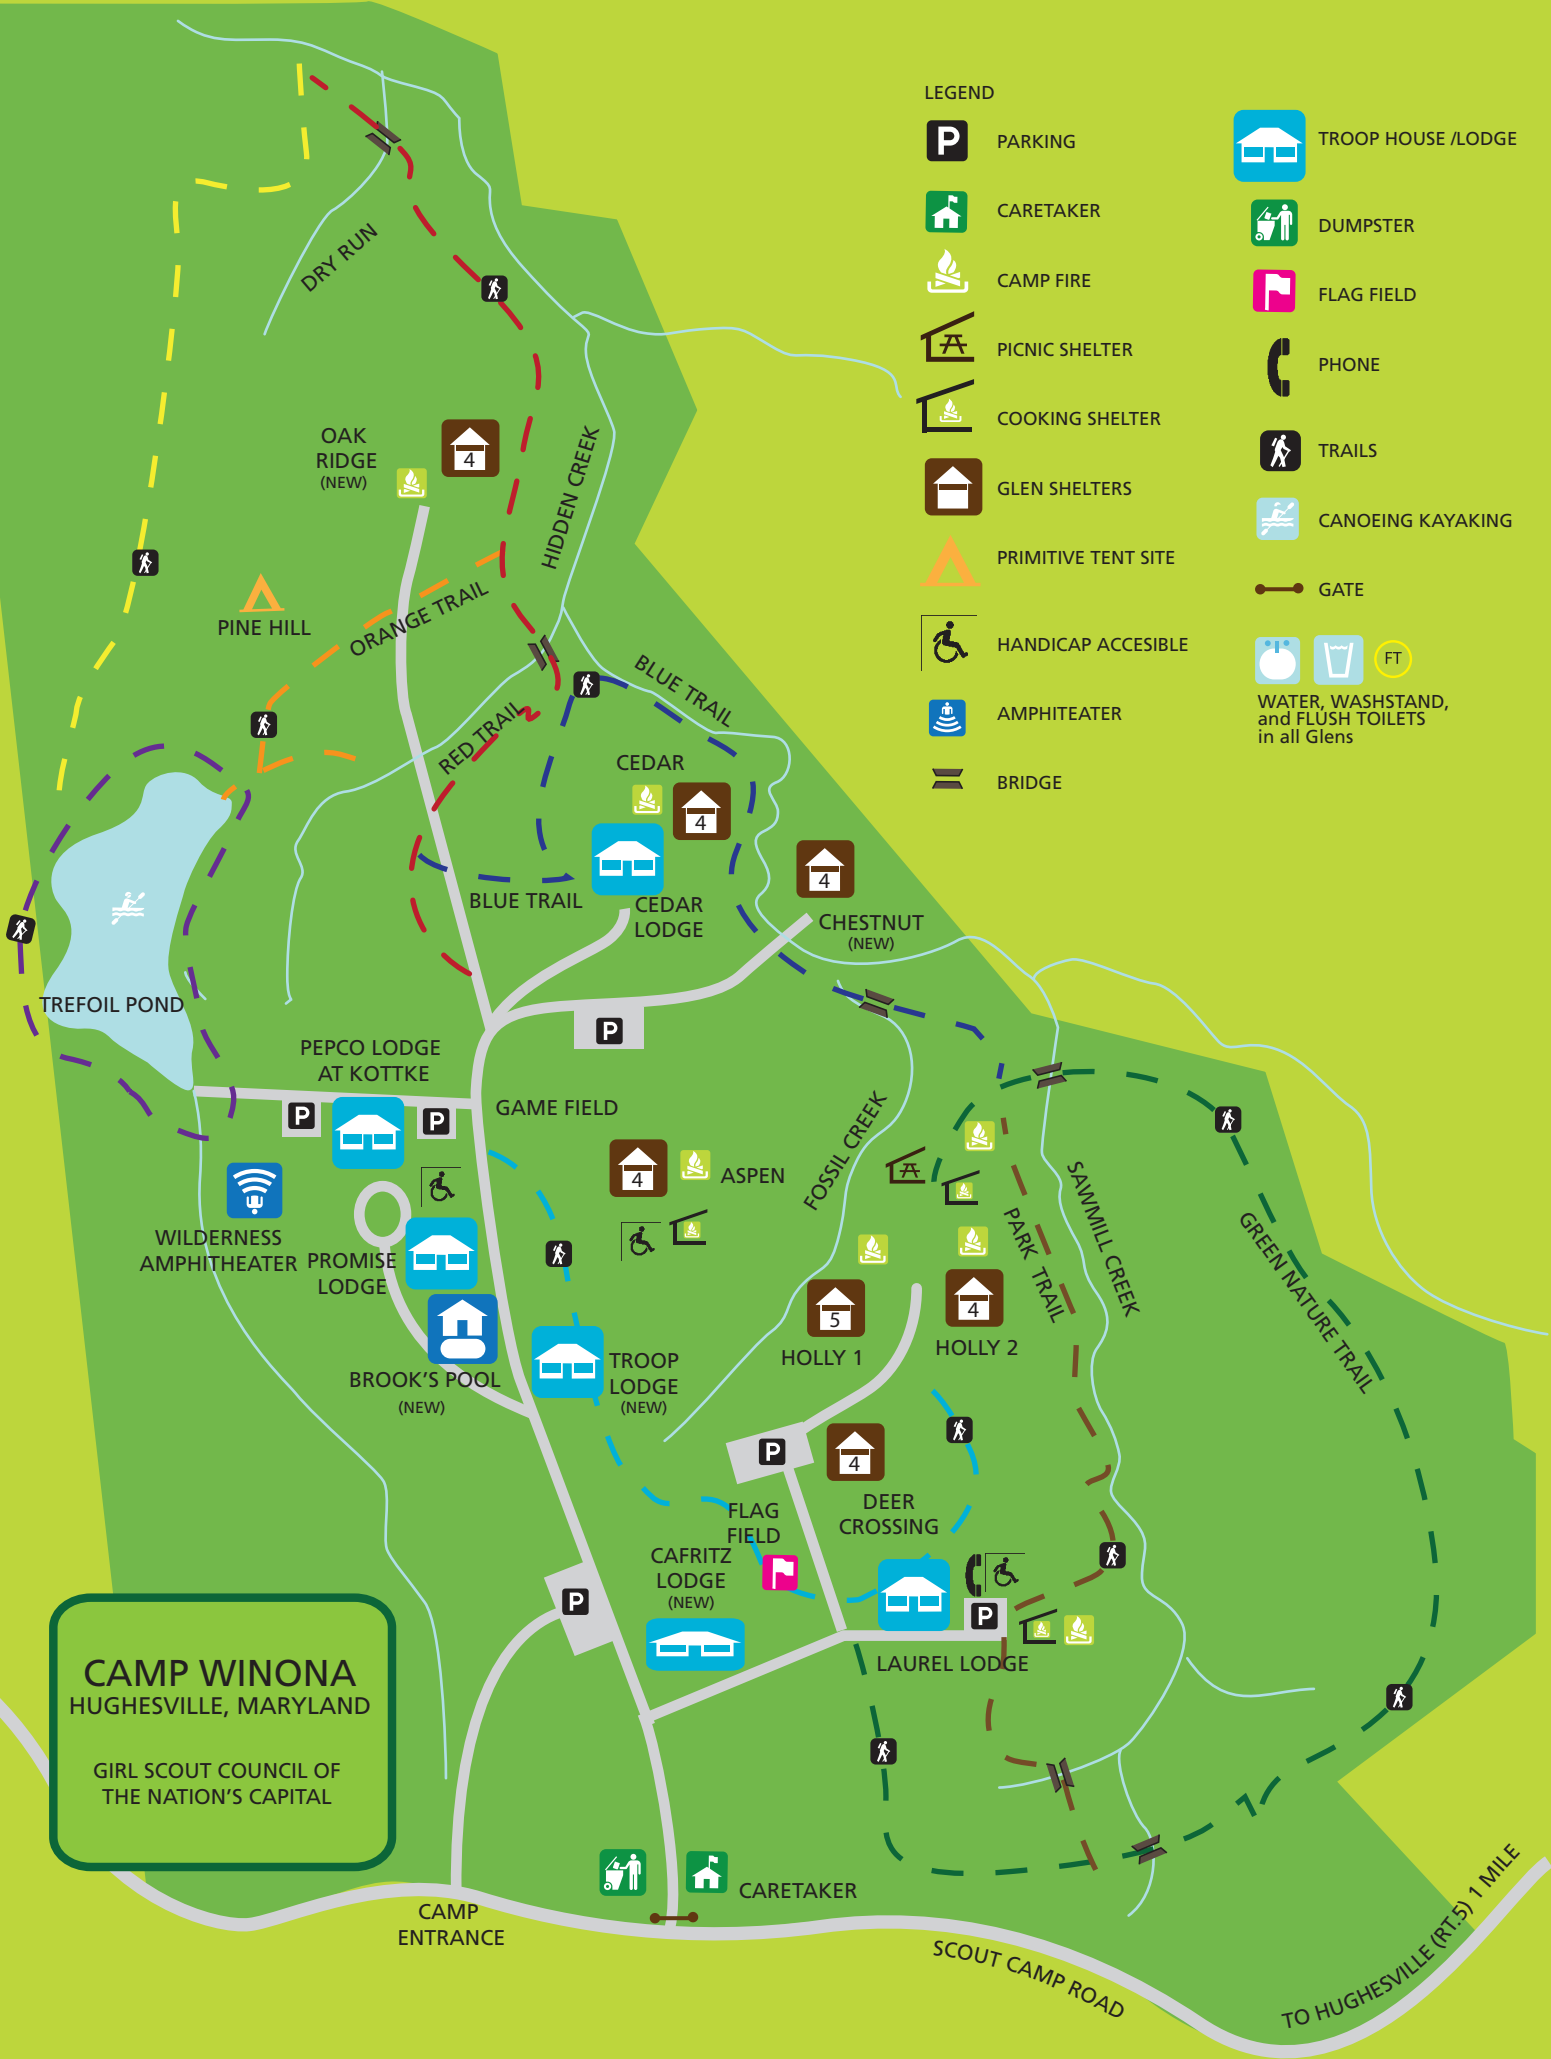 LEGEND
P
PARKING
CARETAKER
CAMP FIRE
PICNIC SHELTER
COOKING SHELTER
GLEN SHELTERS
PRIMITIVE TENT SITE
HANDICAP ACCESIBLE
AMPHITEATER
BRIDGE
TROOP HOUSE /LODGE
DUMPSTER
FLAG FIELD
PHONE
TRAILS
CANOEING KAYAKING
GATE
FT
WATER, WASHSTAND,
and FLUSH TOILETS
in all Glens
DRY RUN
OAK
RIDGE
(NEW)
4
HIDDEN CREEK
PINE HILL
ORANGE TRAIL
BLUE TRAIL
RED TRAIL
CEDAR
4
4
BLUE TRAIL
CEDAR
LODGE
CHESTNUT
(NEW)
TREFOIL POND
P
PEPCO LODGE
AT KOTTKE
P
P
GAME FIELD
4
ASPEN
FOSSIL CREEK
SAWMILL CREEK
PARK TRAIL
GREEN NATURE TRAIL
WILDERNESS
AMPHITHEATER
PROMISE
LODGE
5
4
HOLLY 1
HOLLY 2
BROOK'S POOL
(NEW)
TROOP
LODGE
(NEW)
P
4
DEER
CROSSING
FLAG
FIELD
CAFRITZ
LODGE
(NEW)
P
P
LAUREL LODGE
CAMP WINONA
HUGHESVILLE, MARYLAND
GIRL SCOUT COUNCIL OF
THE NATION'S CAPITAL
CARETAKER
CAMP
ENTRANCE
SCOUT CAMP ROAD
TO HUGHESVILLE (RT.5) 1 MILE